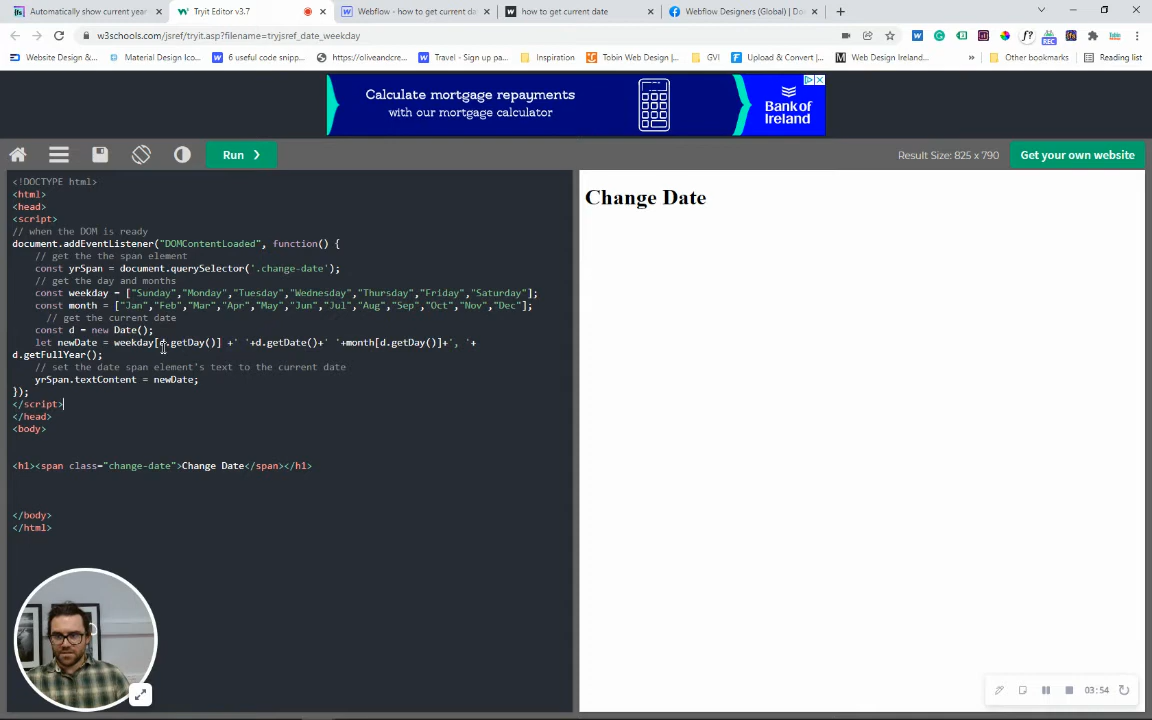 Automatically show current year
Tryit Editor v3.7
Webflow - how to get current da
how to get current date
Webflow Designers (Global) | Do
w3schools.com/jsref/tryit.asp?filename=tryjsref_date_weekday
Website Design &...
Material Design Ico...
6 useful code snipp...
https://oliveandcre...
Travel - Sign up pa...
Inspiration
Tobin Web Design |...
GVI
Upload & Convert |...
Web Design Ireland...
»
Other bookmarks
Reading list
Calculate mortgage repayments
with our mortgage calculator
Bank of
Ireland
Run ❯
Result Size: 825 x 790
Get your own website
<!DOCTYPE html>
<html>
<head>
<script>
// when the DOM is ready
document.addEventListener("DOMContentLoaded", function() {
// get the the span element
const yrSpan = document.querySelector('.change-date');
// get the day and months
const weekday = ["Sunday","Monday","Tuesday","Wednesday","Thursday","Friday","Saturday"];
const month = ["Jan","Feb","Mar","Apr","May","Jun","Jul","Aug","Sep","Oct","Nov","Dec"];
// get the current date
const d = new Date();
let newDate = weekday[d.getDay()] +' '+d.getDate()+' '+month[d.getDay()]+', '+
d.getFullYear();
// set the date span element's text to the current date
yrSpan.textContent = newDate;
});
</script>
</head>
<body>
<h1><span class="change-date">Change Date</span></h1>
</body>
</html>
Change Date
03:54